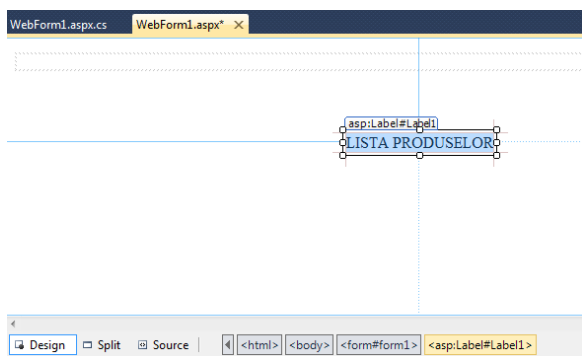 WebForm1.aspx.cs WebForm1.aspx* ×
asp:Label#Label1
LISTA PRODUSELOR
Design Split Source <html> <body> <form#form1> <asp:Label#Label1>